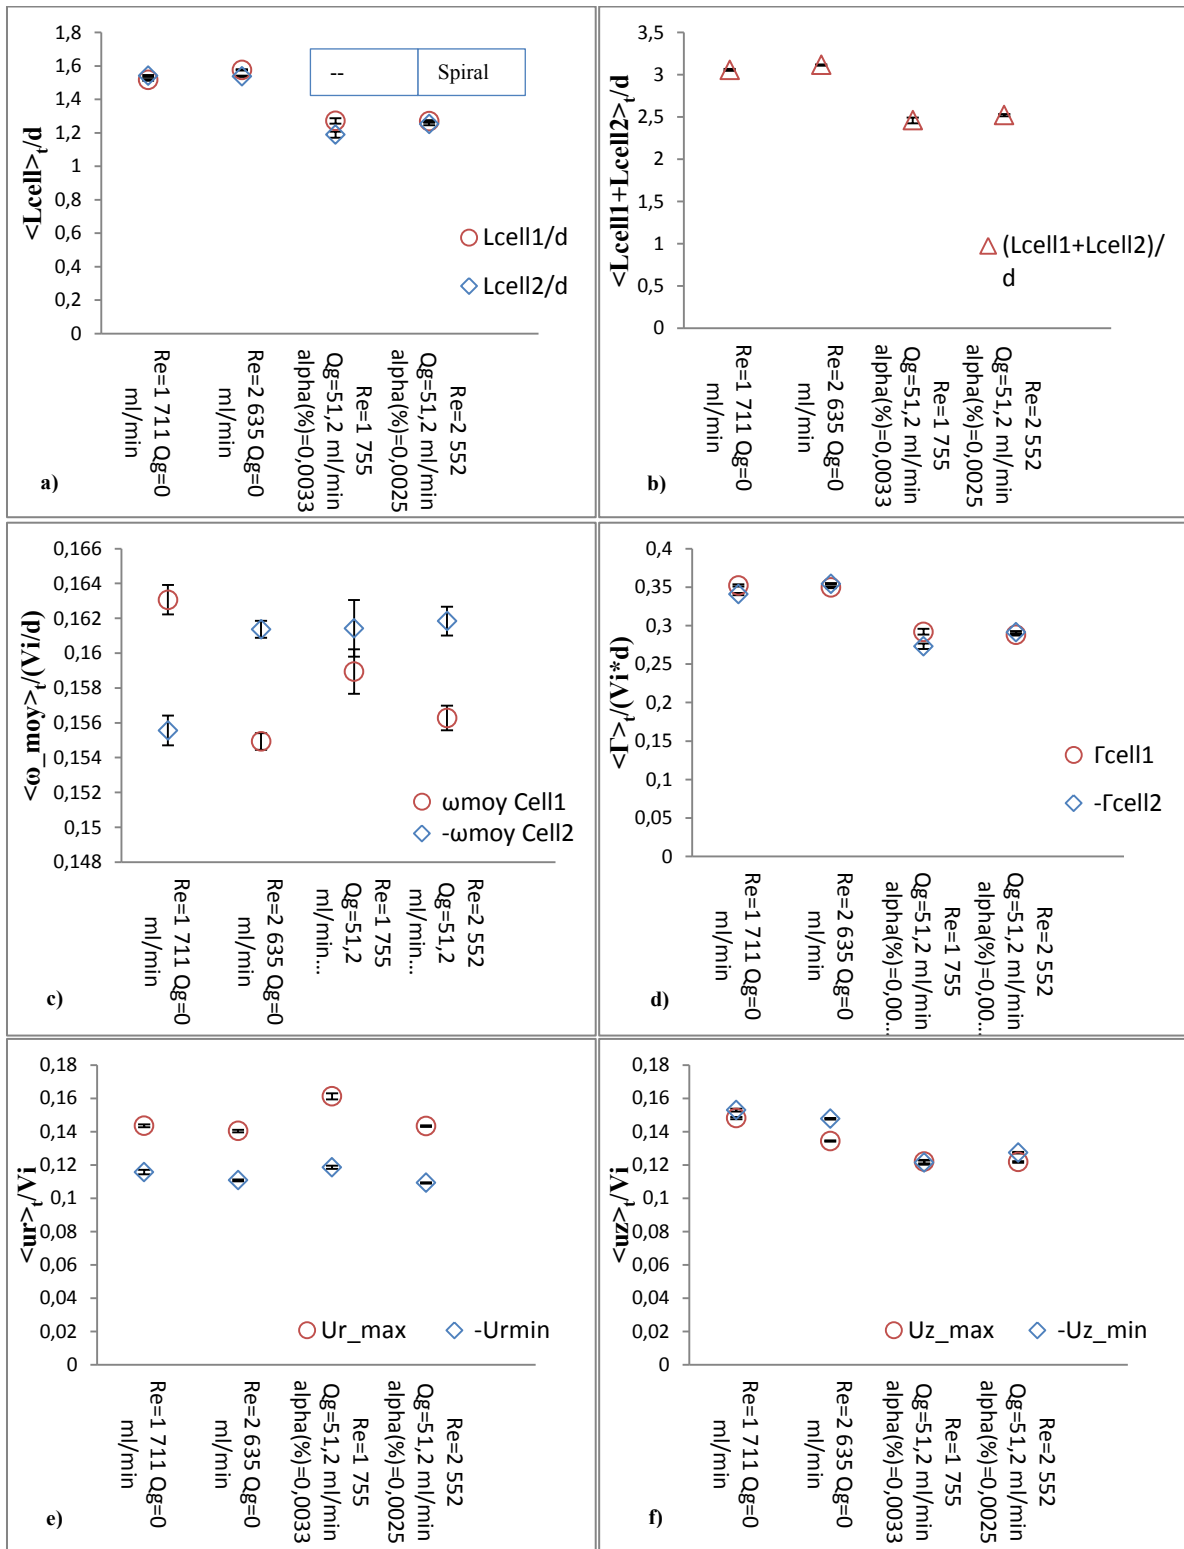 1,8
1,6
1,4
1,2
1
0,8
0,6
0,4
0,2
0
<Lcell>t/d
--
Spiral
Lcell1/d
Lcell2/d
Re=1 711 Qg=0
ml/min
Re=2 635 Qg=0
ml/min
Re=1 755
Qg=51,2 ml/min
alpha(%)=0,0033
Re=2 552
Qg=51,2 ml/min
alpha(%)=0,0025
a)
3,5
3
2,5
2
1,5
1
0,5
0
<Lcell1+Lcell2>t/d
(Lcell1+Lcell2)/
d
Re=1 711 Qg=0
ml/min
Re=2 635 Qg=0
ml/min
Re=1 755
Qg=51,2 ml/min
alpha(%)=0,0033
Re=2 552
Qg=51,2 ml/min
alpha(%)=0,0025
b)
0,166
0,164
0,162
0,16
0,158
0,156
0,154
0,152
0,15
0,148
<ω_moy>t/(Vi/d)
ωmoy Cell1
-ωmoy Cell2
Re=1 711 Qg=0
ml/min
Re=2 635 Qg=0
ml/min
Re=1 755
Qg=51,2
ml/min...
Re=2 552
Qg=51,2
ml/min...
c)
0,4
0,35
0,3
0,25
0,2
0,15
0,1
0,05
0
<Γ>t/(Vi*d)
Γcell1
-Γcell2
Re=1 711 Qg=0
ml/min
Re=2 635 Qg=0
ml/min
Re=1 755
Qg=51,2 ml/min
alpha(%)=0,00...
Re=2 552
Qg=51,2 ml/min
alpha(%)=0,00...
d)
0,18
0,16
0,14
0,12
0,1
0,08
0,06
0,04
0,02
0
<ur>t/Vi
Ur_max
-Urmin
Re=1 711 Qg=0
ml/min
Re=2 635 Qg=0
ml/min
Re=1 755
Qg=51,2 ml/min
alpha(%)=0,0033
Re=2 552
Qg=51,2 ml/min
alpha(%)=0,0025
e)
0,18
0,16
0,14
0,12
0,1
0,08
0,06
0,04
0,02
0
<uz>t/Vi
Uz_max
-Uz_min
Re=1 711 Qg=0
ml/min
Re=2 635 Qg=0
ml/min
Re=1 755
Qg=51,2 ml/min
alpha(%)=0,0033
Re=2 552
Qg=51,2 ml/min
alpha(%)=0,0025
f)